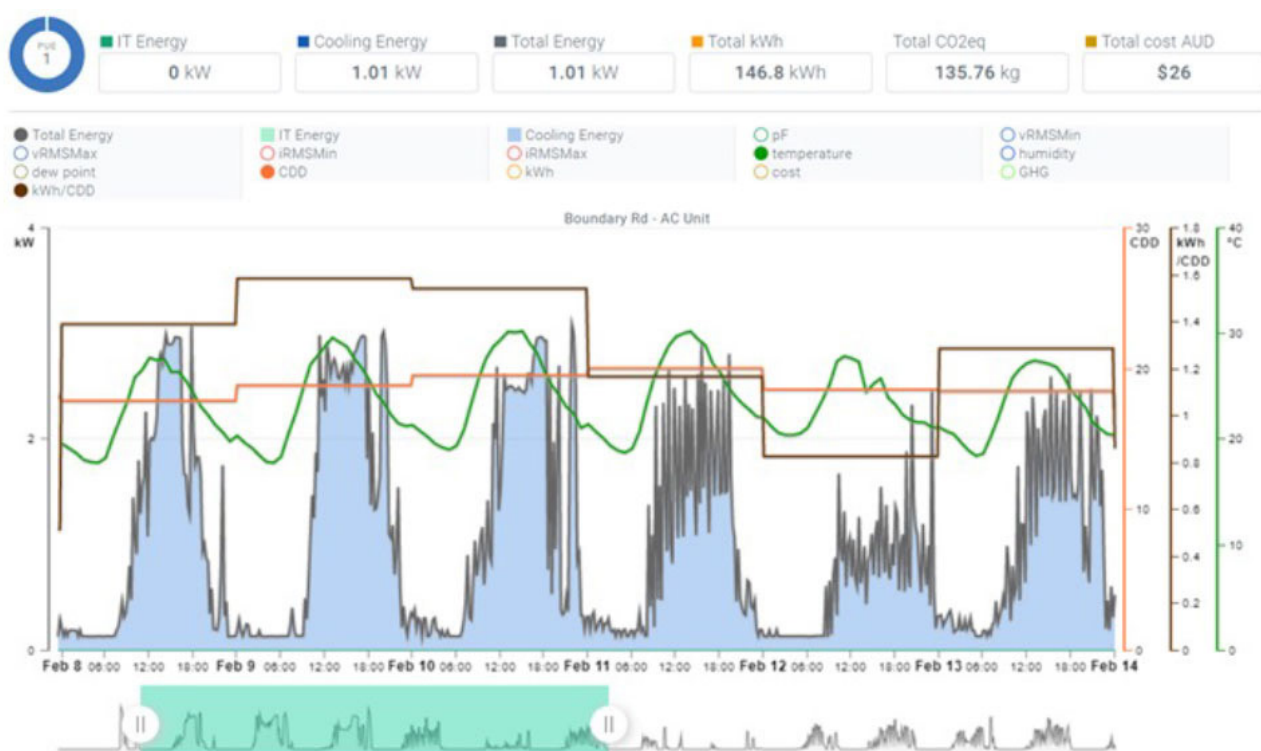 PUE
1
IT Energy
0 kW
Cooling Energy
1.01 kW
Total Energy
1.01 kW
Total kWh
146.8 kWh
Total CO2eq
135.76 kg
Total cost AUD
$26
Total Energy IT Energy Cooling Energy pF vRMSMin
vRMSMax iRMSMin iRMSMax temperature humidity
dew point CDD kWh cost GHG
kWh/CDD
Boundary Rd - AC Unit
4
kW
2
0
30
CDD
20
10
0
1.8
kWh
/CDD
1.6
1.4
1.2
1
0.8
0.6
0.4
0.2
0
40
°C
30
20
10
0
Feb 8 06:00 12:00 18:00 Feb 9 06:00 12:00 18:00 Feb 10 06:00 12:00 18:00 Feb 11 06:00 12:00 18:00 Feb 12 06:00 12:00 18:00 Feb 13 06:00 12:00 18:00 Feb 14